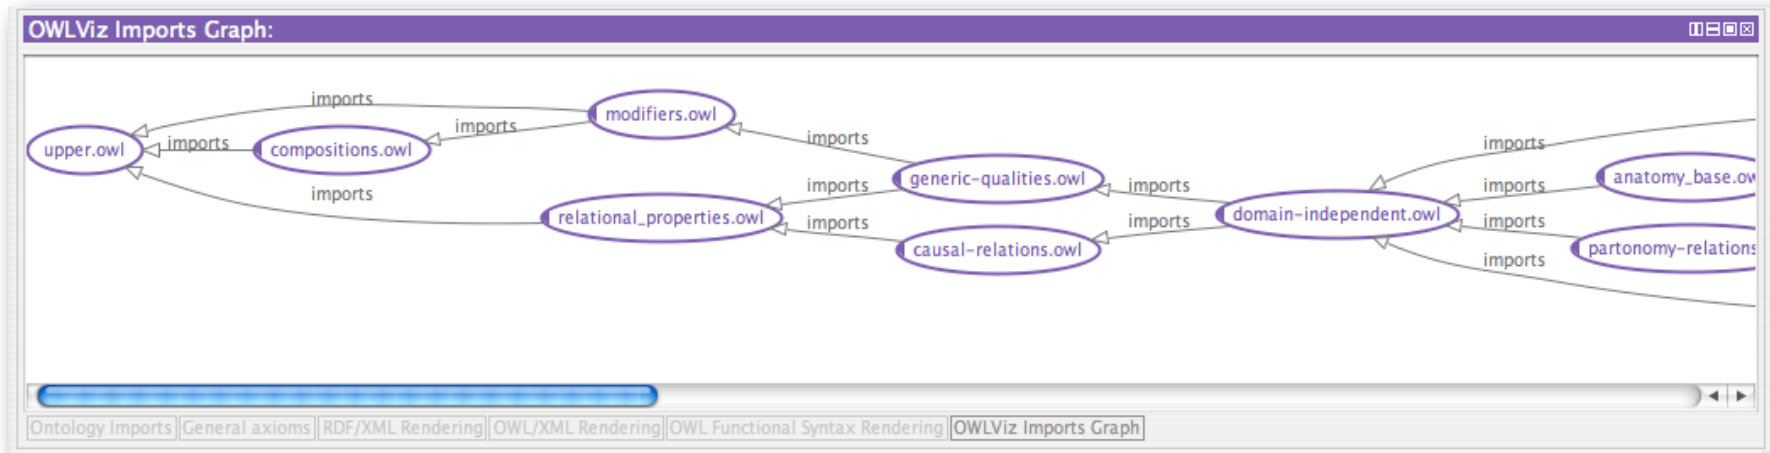 OWLViz Imports Graph:
imports
modifiers.owl
imports
imports
imports
upper.owl
imports
compositions.owl
imports
generic-qualities.owl
imports
imports
imports
anatomy_base.ow
imports
relational_properties.owl
imports
causal-relations.owl
imports
domain-independent.owl
imports
partonomy-relations
imports
Ontology Imports
General axioms
RDF/XML Rendering
OWL/XML Rendering
OWL Functional Syntax Rendering
OWLViz Imports Graph